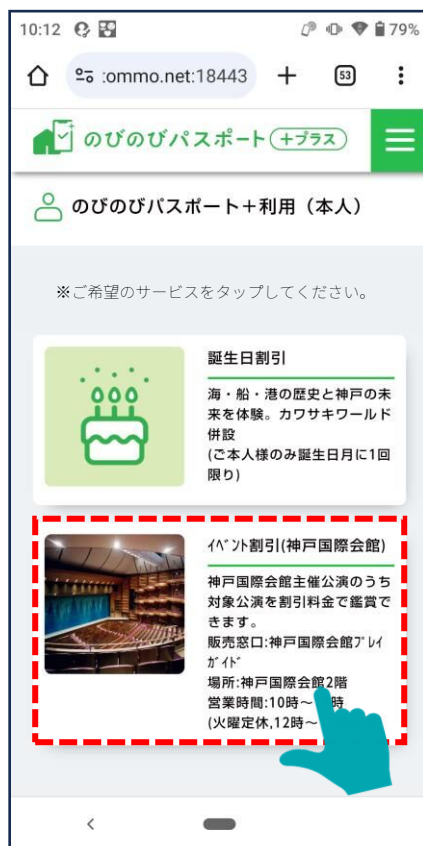 10:12
79%
:ommo.net:18443
53
のびのびパスポート +プラス
のびのびパスポート+利用(本人)
※ご希望のサービスをタップしてください。
誕生日割引
海・船・港の歴史と神戸の未
来を体験。カワサキワールド
併設
(ご本人様のみ誕生日月に1回
限り)
イベント割引(神戸国際会館)
神戸国際会館主催公演のうち
対象公演を割引料金で鑑賞で
きます。
販売窓口:神戸国際会館プレイ
ガイド
場所:神戸国際会館2階
営業時間:10時~ 時
(火曜定休,12時~